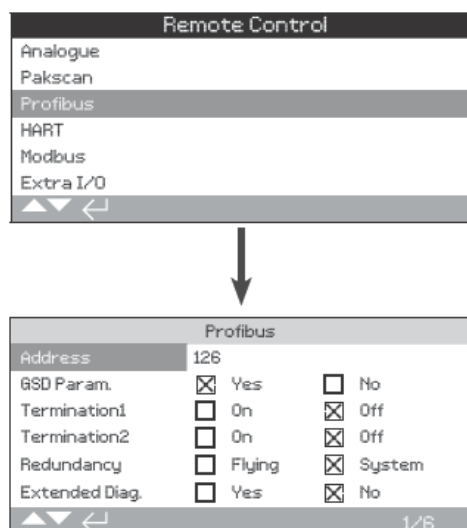 Remote Control
Analogue
Pakscan
Profibus
HART
Modbus
Extra I/O
Profibus
Address 126
GSD Param. Yes No
Termination1 On Off
Termination2 On Off
Redundancy Flying System
Extended Diag. Yes No
1/6